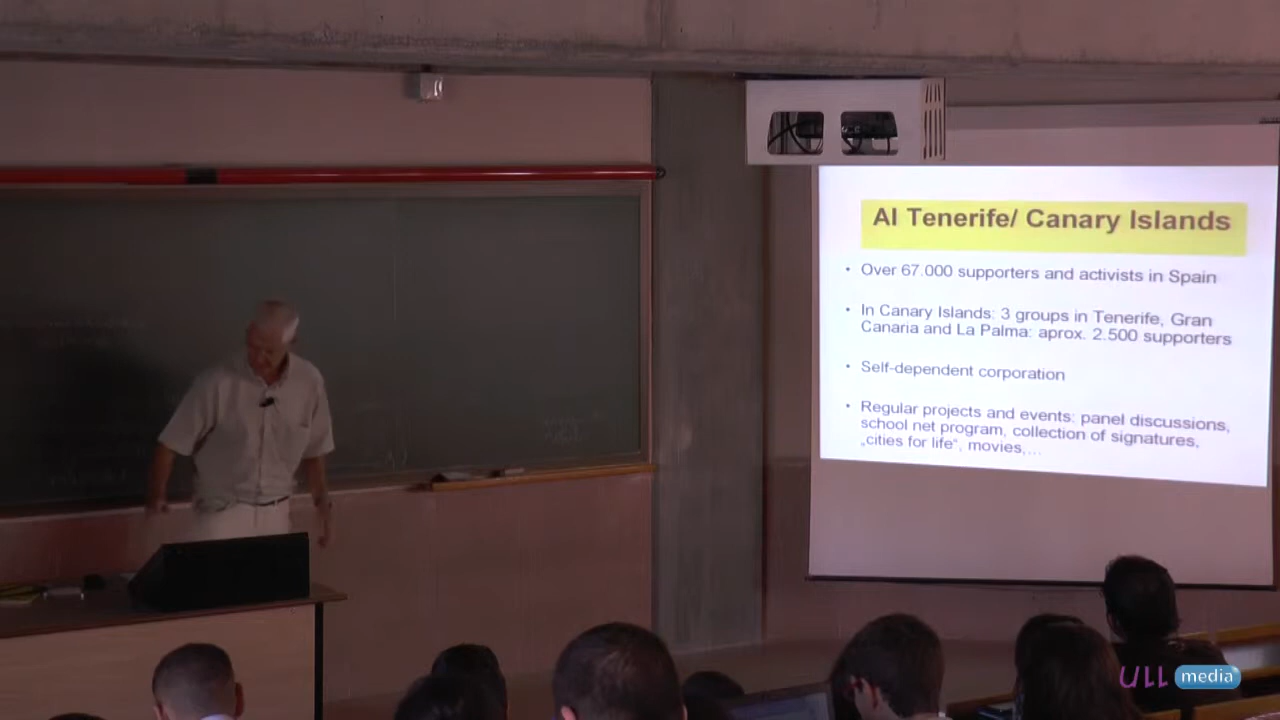 AI Tenerife/ Canary Islands
• Over 67.000 supporters and activists in Spain
• In Canary Islands: 3 groups in Tenerife, Gran
Canaria and La Palma: aprox. 2.500 supporters
• Self-dependent corporation
• Regular projects and events: panel discussions,
school net program, collection of signatures,
„cities for life“, movies,...
ULL media